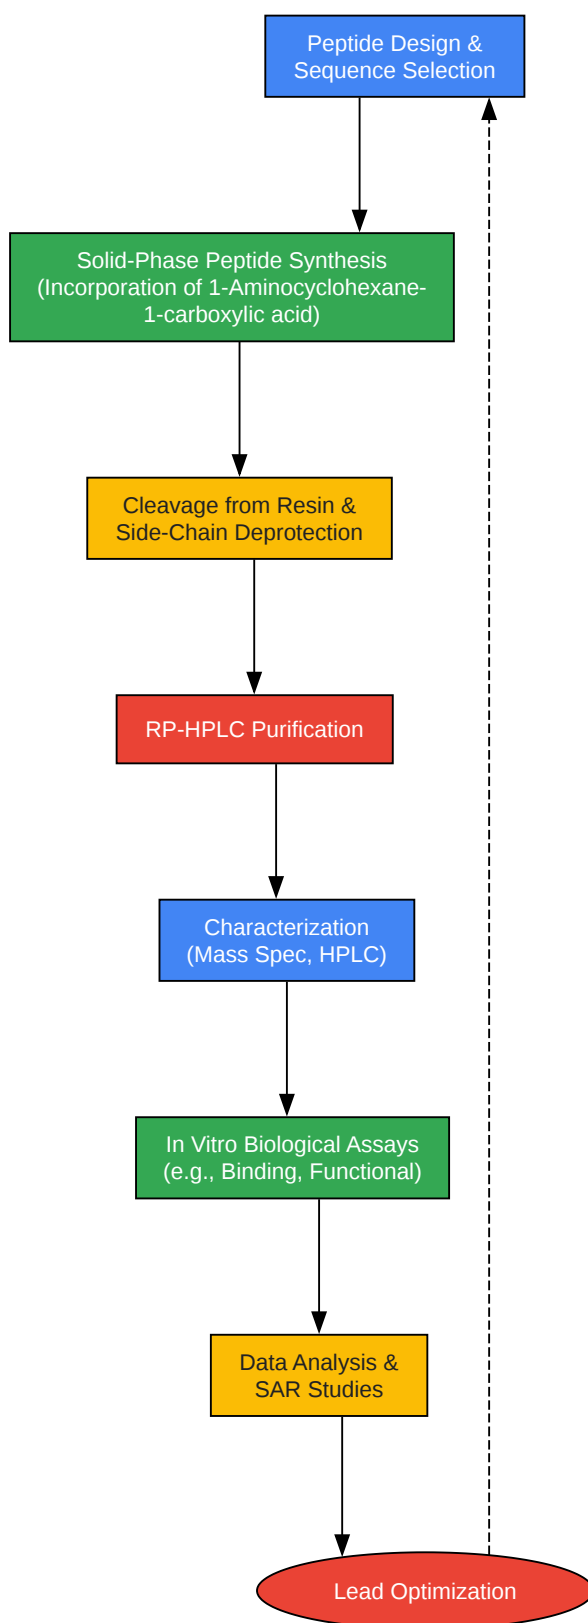 Peptide Design &
Sequence Selection
Solid-Phase Peptide Synthesis
(Incorporation of 1-Aminocyclohexane-
1-carboxylic acid)
Cleavage from Resin &
Side-Chain Deprotection
RP-HPLC Purification
Characterization
(Mass Spec, HPLC)
In Vitro Biological Assays
(e.g., Binding, Functional)
Data Analysis &
SAR Studies
Lead Optimization